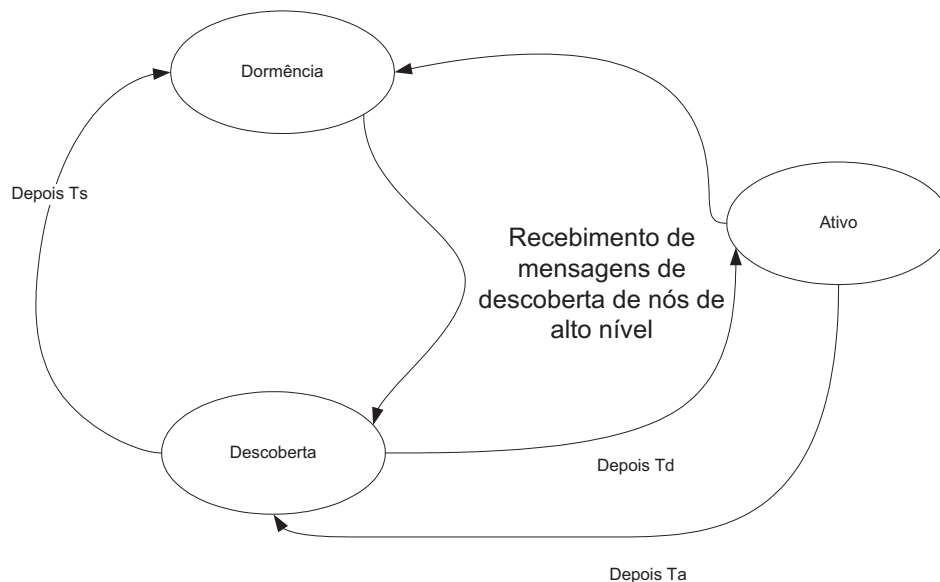 Dormência
Depois Ts
Ativo
Recebimento de
mensagens de
descoberta de nós de
alto nível
Descoberta
Depois Td
Depois Ta